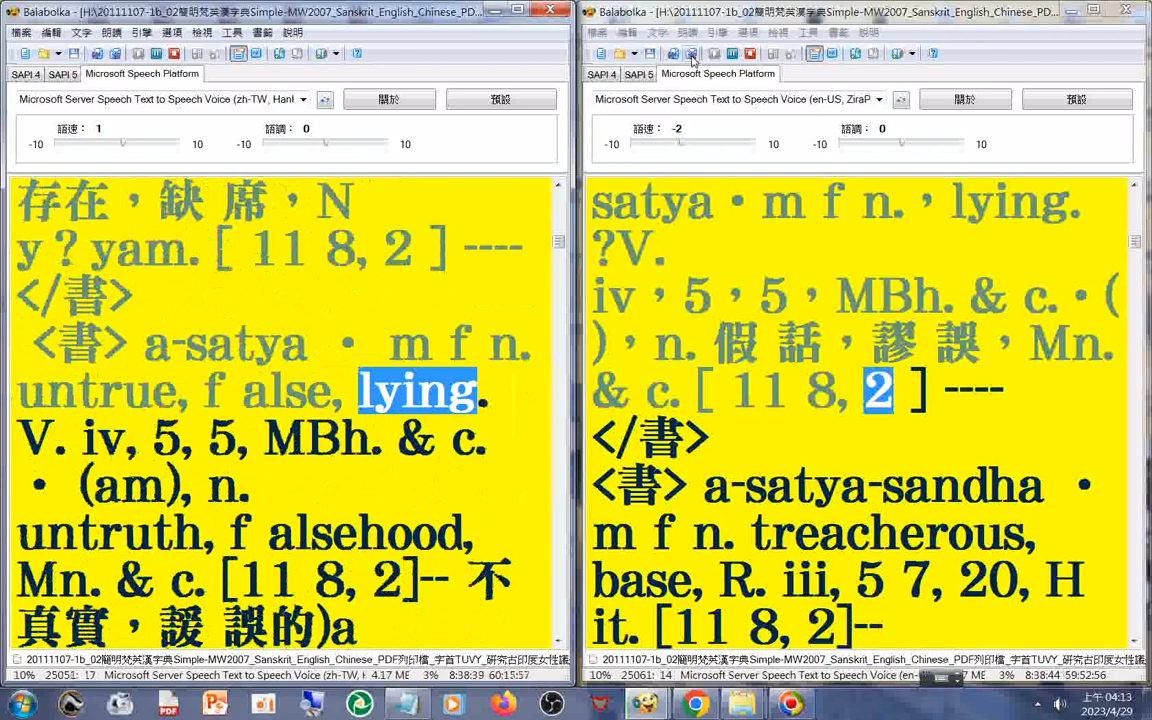 Balabolka - [H:\20111107-1b_02簡明梵英漢字典Simple-MW2007_Sanskrit_English_Chinese_PD...
檔案 編輯 文字 朗讀 引擎 選項 檢視 工具 書籤 說明
SAPI 4 SAPI 5 Microsoft Speech Platform
Microsoft Server Speech Text to Speech Voice (zh-TW, Hanl 關於 預設
語速： 1 語調： 0
-10 10 -10 10
存在，缺 席，N
y？yam. [ 11 8, 2 ] ----
</書>
<書> a-satya • m f n.
untrue, f alse, lying.
V. iv, 5, 5, MBh. & c.
• (am), n.
untruth, f alsehood,
Mn. & c. [11 8, 2]-- 不
真實，謬 誤的)a
20111107-1b_02簡明梵英漢字典Simple-MW2007_Sanskrit_English_Chinese_PDF列印檔_字首TUVY_研究古印度女性議
10% 25051: 17 Microsoft Server Speech Text to Speech Voice (zh-TW, 4.17 ME 3% 8:38:39 60:15:57
Balabolka - [H:\20111107-1b_02簡明梵英漢字典Simple-MW2007_Sanskrit_English_Chinese_PDF...
檔案 編輯 文字 朗讀 引擎 選項 檢視 工具 書籤 說明
SAPI 4 SAPI 5 Microsoft Speech Platform
Microsoft Server Speech Text to Speech Voice (en-US, ZiraP 關於 預設
語速： -2 語調： 0
-10 10 -10 10
satya • m f n.，lying.
?V.
iv，5，5，MBh. & c. • (
)，n. 假 話，謬 誤，Mn.
& c. [ 11 8, 2 ] ----
</書>
<書> a-satya-sandha •
m f n. treacherous,
base, R. iii, 5 7, 20, H
it. [11 8, 2]--
20111107-1b_02簡明梵英漢字典Simple-MW2007_Sanskrit_English_Chinese_PDF列印檔_字首TUVY_研究古印度女性議
10% 25061: 14 Microsoft Server Speech Text to Speech Voice (en- 3% 8:38:44 59:52:56
上午 04:13
2023/4/29